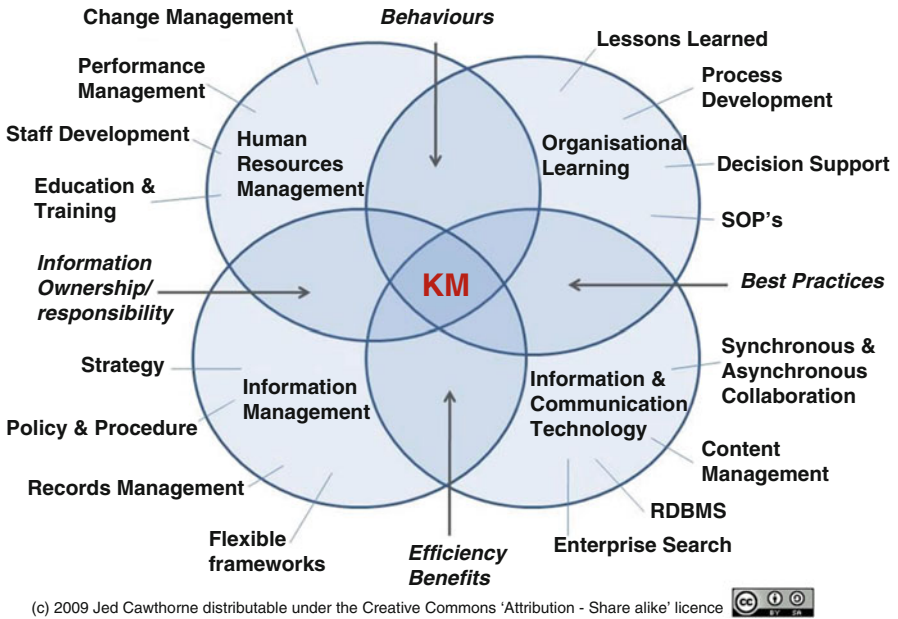 Change Management
Behaviours
Lessons Learned
Performance
Management
Process
Development
Staff Development
Human
Resources
Management
Organisational
Learning
Decision Support
Education &
Training
SOP's
Information
Ownership/
responsibility
KM
Best Practices
Strategy
Information
Management
Information &
Communication
Technology
Synchronous &
Asynchronous
Collaboration
Policy & Procedure
Content
Management
Records Management
RDBMS
Flexible
frameworks
Efficiency
Benefits
Enterprise Search
(c) 2009 Jed Cawthorne distributable under the Creative Commons ‘Attribution - Share alike’ licence
cc
BY SA